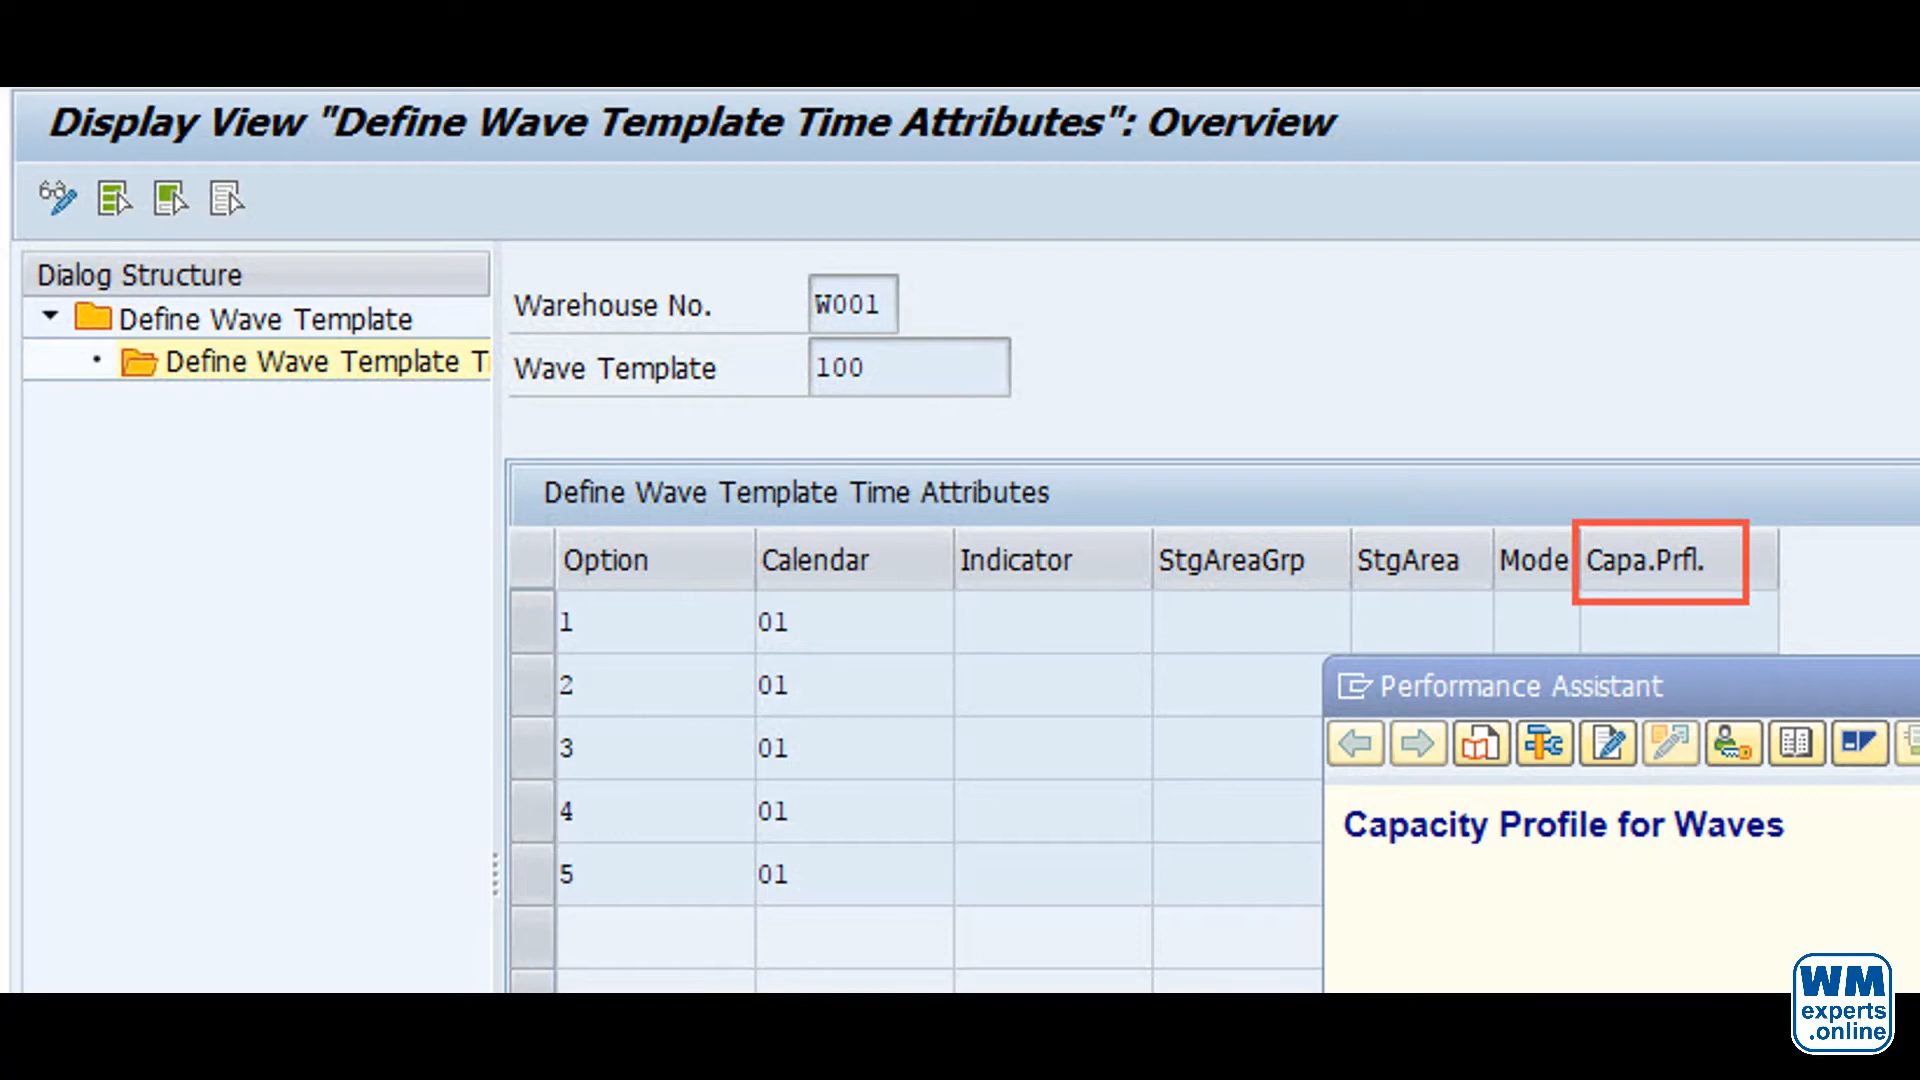 Display View "Define Wave Template Time Attributes": Overview
Dialog Structure
Define Wave Template
Define Wave Template T
Warehouse No. W001
Wave Template 100
Define Wave Template Time Attributes
Option Calendar Indicator StgAreaGrp StgArea Mode Capa.Prfl.
1 01
2 01
3 01
4 01
5 01
Performance Assistant
Capacity Profile for Waves
WM
experts
.online